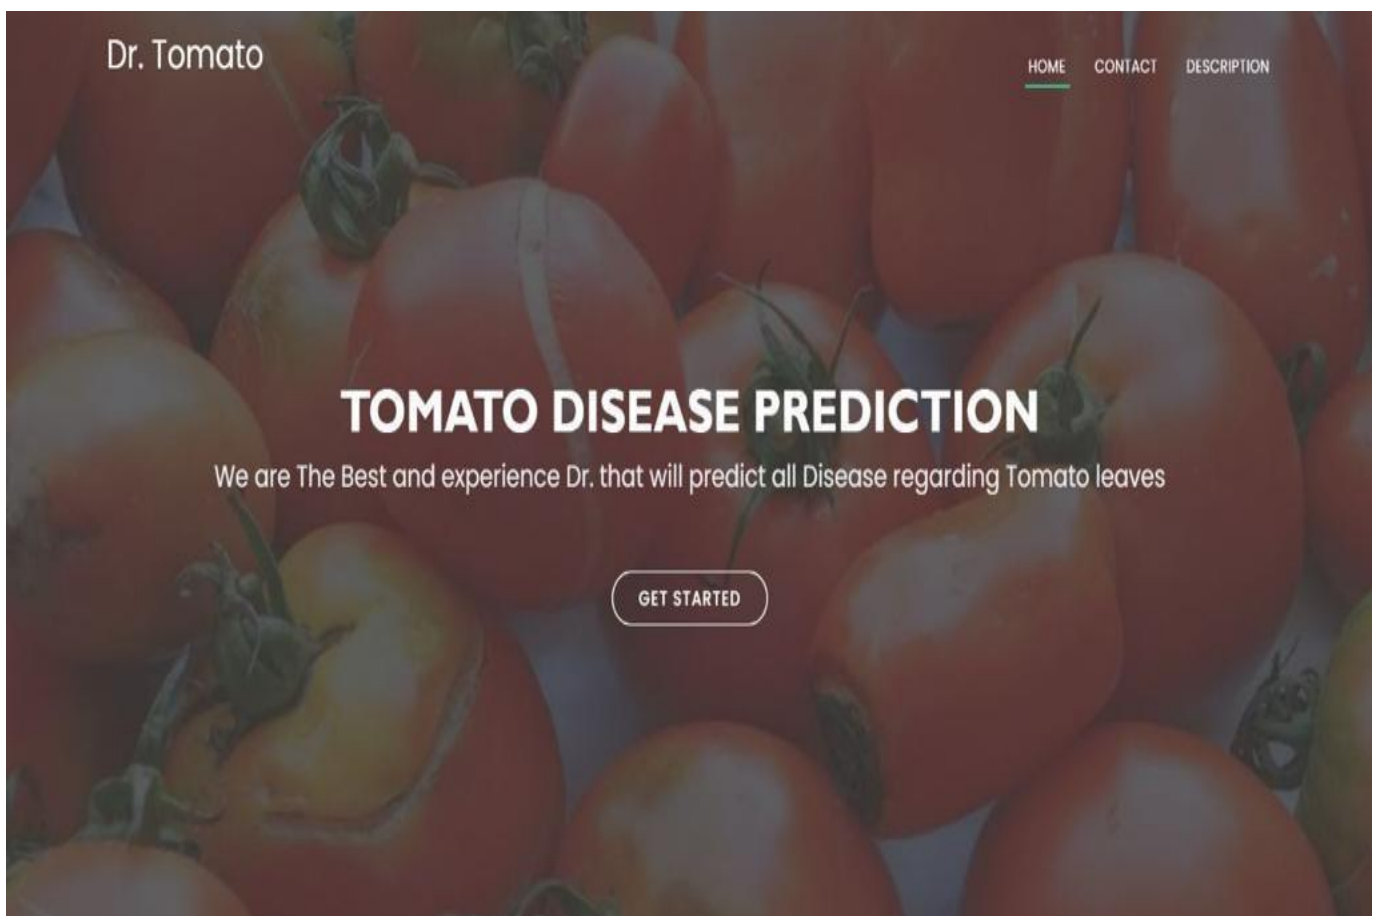 Dr. Tomato
HOME CONTACT DESCRIPTION
TOMATO DISEASE PREDICTION
We are The Best and experience Dr. that will predict all Disease regarding Tomato leaves
GET STARTED